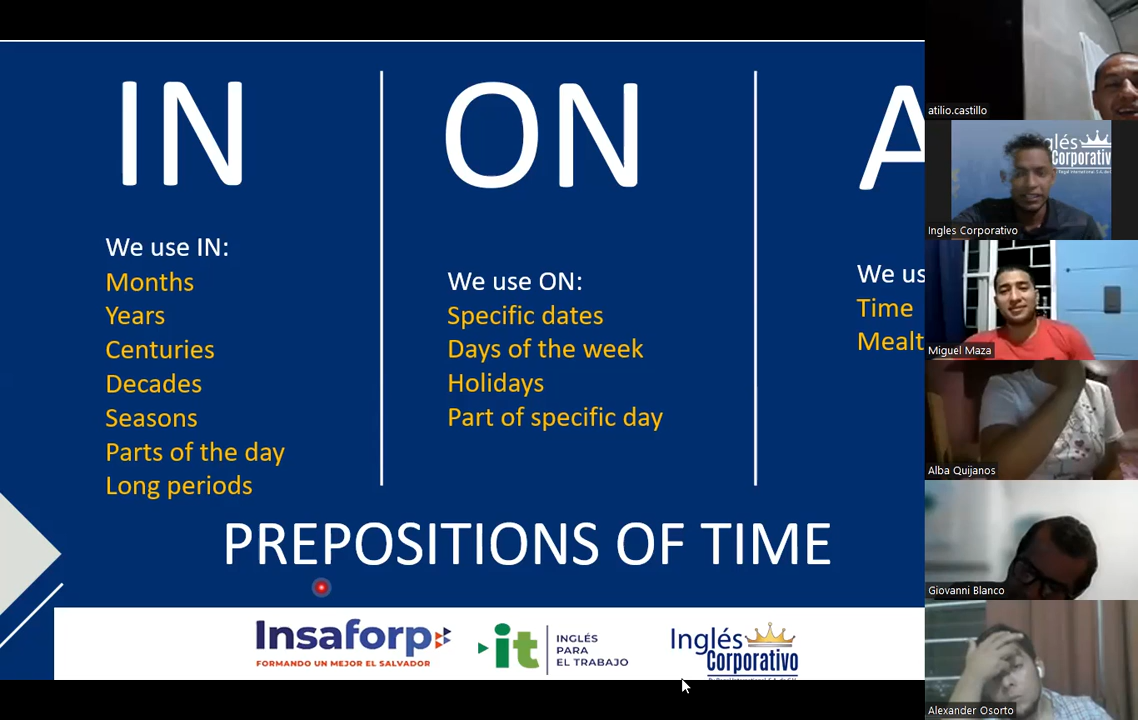 IN
We use IN:
Months
Years
Centuries
Decades
Seasons
Parts of the day
Long periods
ON
We use ON:
Specific dates
Days of the week
Holidays
Part of specific day
A
We us
Time
Mealt
PREPOSITIONS OF TIME
Insaforp
FORMANDO UN MEJOR EL SALVADOR
it
INGLÉS
PARA
EL TRABAJO
Inglés
Corporativo
atilio.castillo
glés
Corporativ
Ingles Corporativo
Miguel Maza
Alba Quijanos
Giovanni Blanco
Alexander Osorto